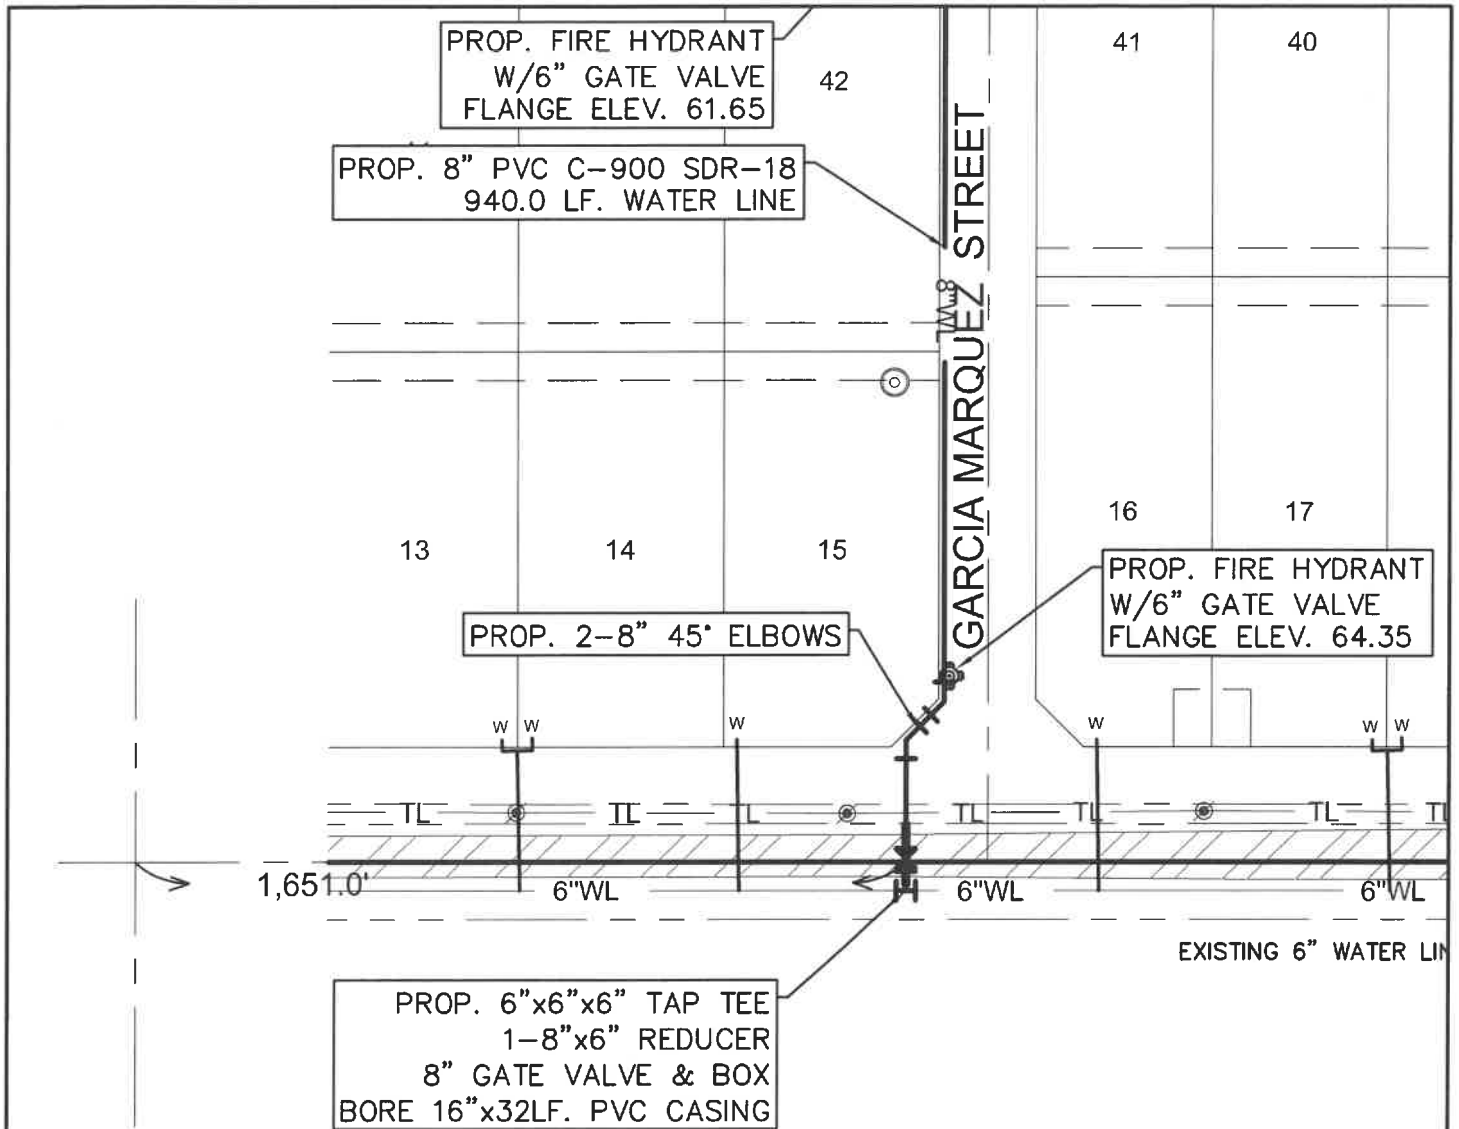 PROP. FIRE HYDRANT
W/6" GATE VALVE
FLANGE ELEV. 61.65
42
41
40
PROP. 8" PVC C-900 SDR-18
940.0 LF. WATER LINE
GARCIA MARQUEZ STREET
8"WL
13
14
15
16
17
PROP. FIRE HYDRANT
W/6" GATE VALVE
FLANGE ELEV. 64.35
PROP. 2-8" 45° ELBOWS
W W
W
W
W W
TL TL TL TL TL TL TL
1,651.0'
6"WL 6"WL 6"WL
EXISTING 6" WATER LIN
PROP. 6"x6"x6" TAP TEE
1-8"x6" REDUCER
8" GATE VALVE & BOX
BORE 16"x32LF. PVC CASING